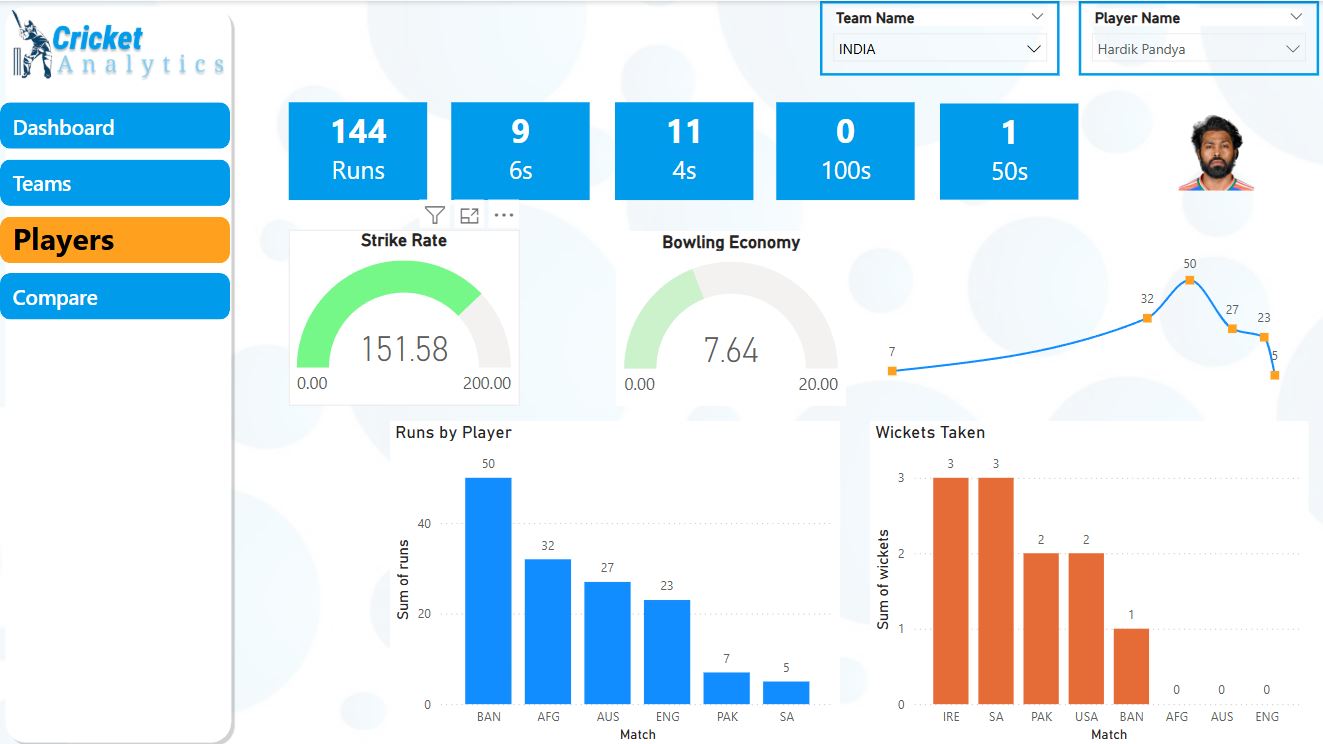 Cricket
Analytics
Team Name
INDIA
Player Name
Hardik Pandya
Dashboard
Teams
Players
Compare
144
Runs
9
6s
11
4s
0
100s
1
50s
Strike Rate
151.58
0.00
200.00
Bowling Economy
7.64
0.00
20.00
7
32
50
27
23
5
Runs by Player
Sum of runs
40
20
0
50
32
27
23
7
5
BAN AFG AUS ENG PAK SA
Match
Wickets Taken
Sum of wickets
3
2
1
0
3
3
2
2
1
0
0
0
IRE SA PAK USA BAN AFG AUS ENG
Match